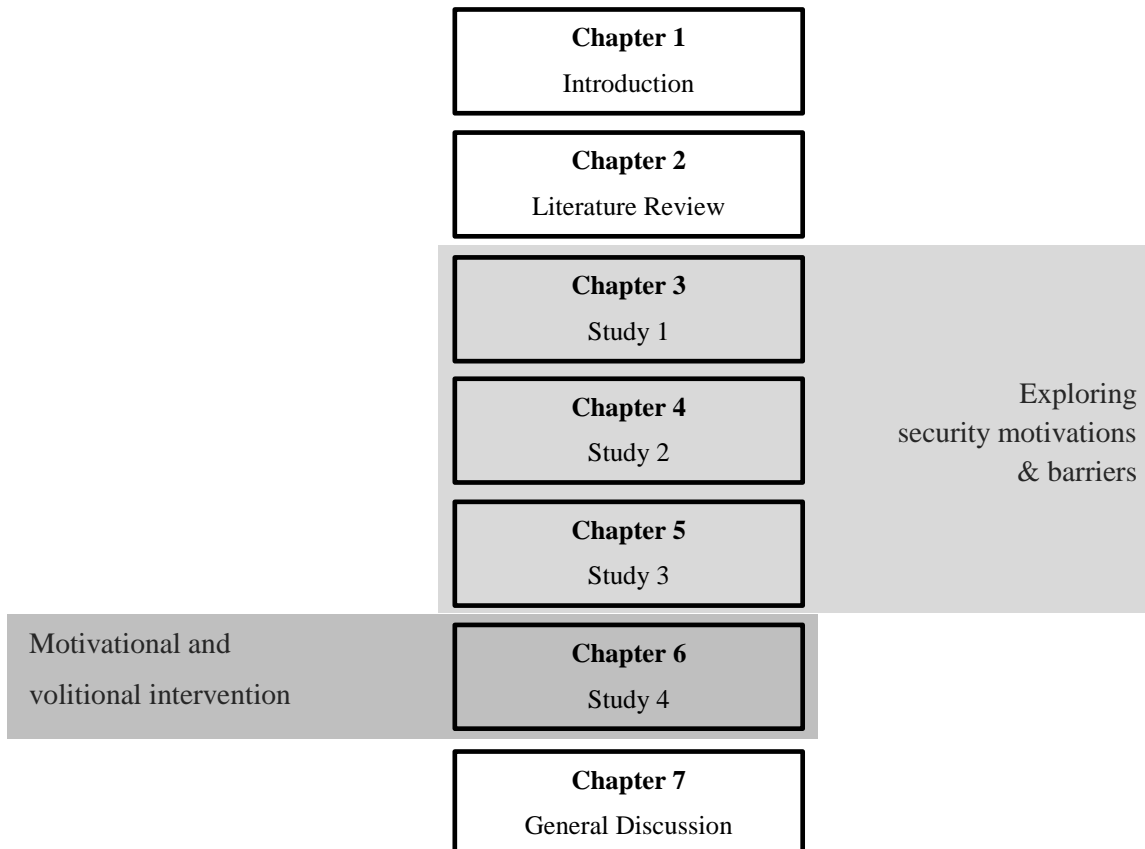 Chapter 1
Introduction
Chapter 2
Literature Review
Chapter 3
Study 1
Chapter 4
Study 2
Exploring
security motivations
& barriers
Chapter 5
Study 3
Motivational and
volitional intervention
Chapter 6
Study 4
Chapter 7
General Discussion